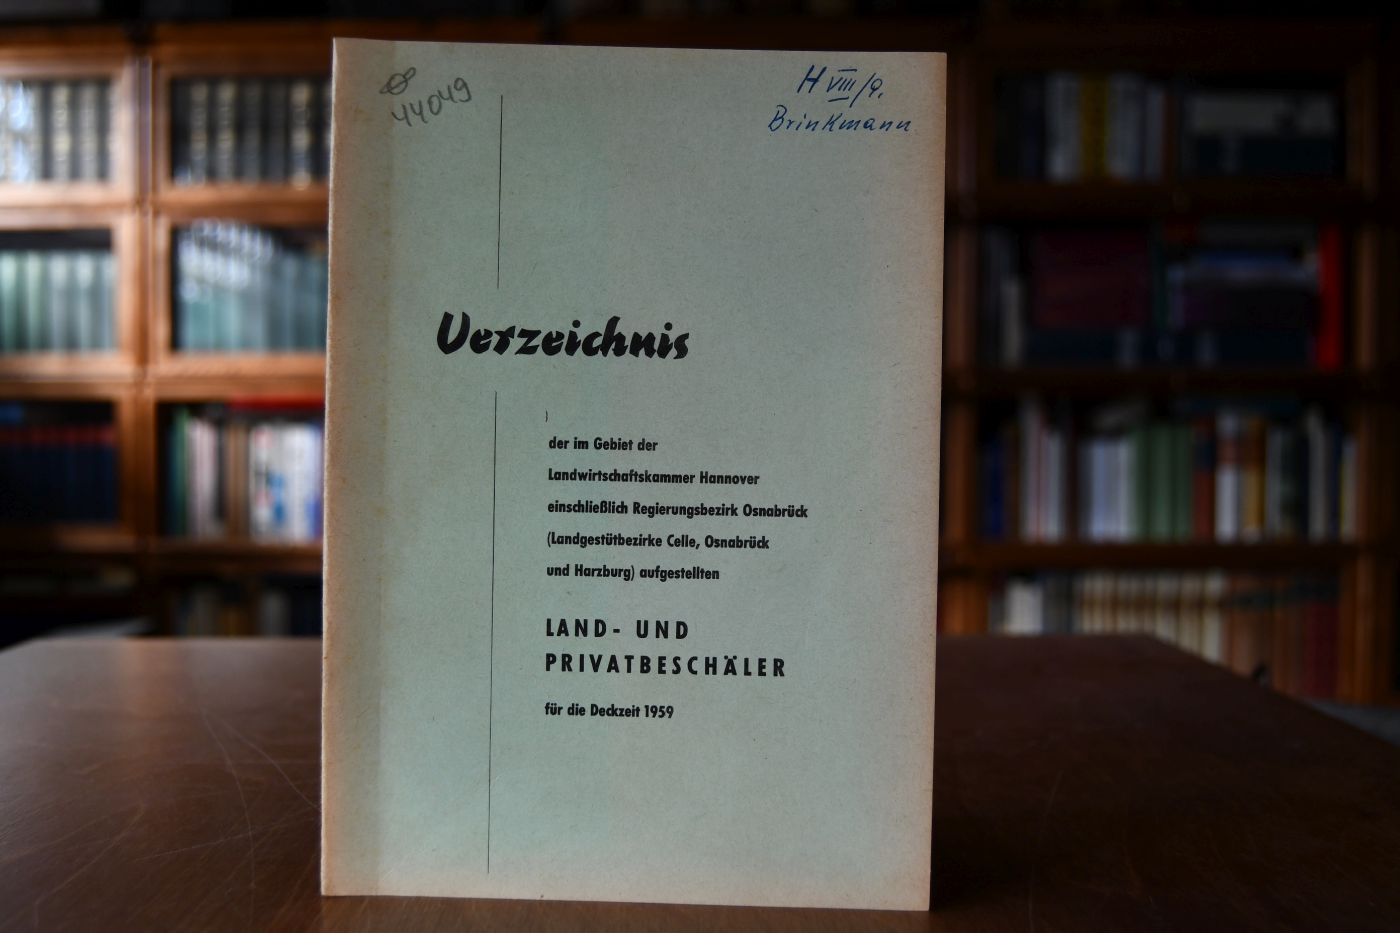 44049
H VIII/9.
Brinkmann
Verzeichnis
der im Gebiet der
Landwirtschaftskammer Hannover
einschließlich Regierungsbezirk Osnabrück
(Landgestütbezirke Celle, Osnabrück
und Harzburg) aufgestellten
LAND- UND
PRIVATBESCHÄLER
für die Deckzeit 1959